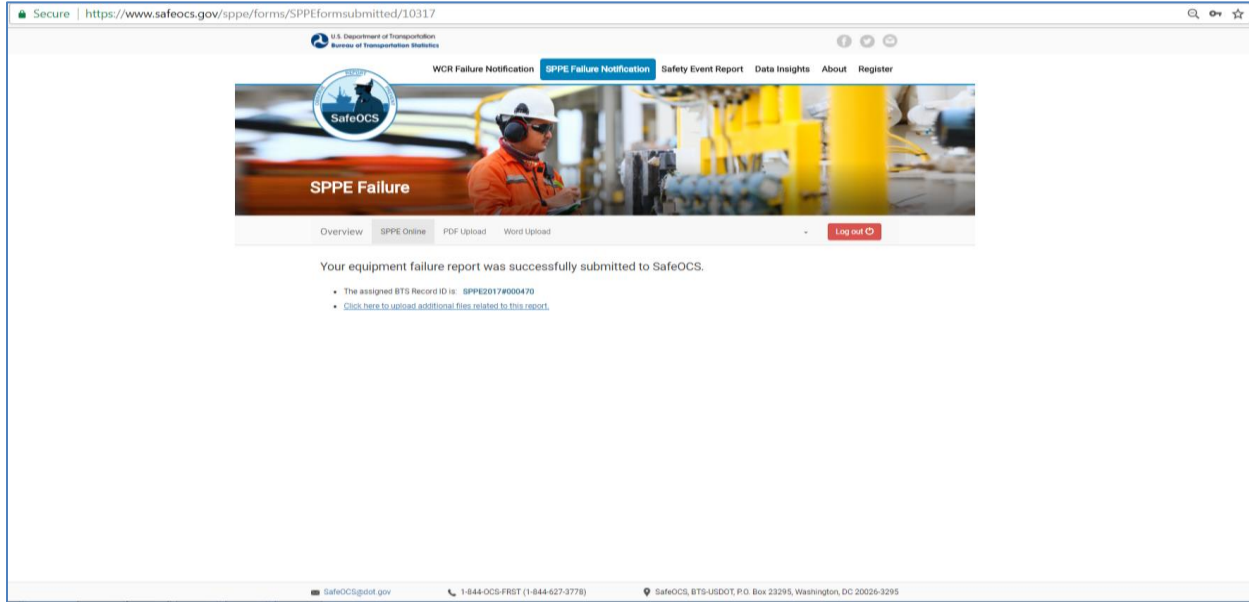 Secure | https://www.safeocs.gov/sppe/forms/SPPEformsubmitted/10317
U.S. Department of Transportation
Bureau of Transportation Statistics
WCR Failure Notification SPPE Failure Notification Safety Event Report Data Insights About Register
REPORT
SafeOCS
SPPE Failure
Overview SPPE Online PDF Upload Word Upload Log out
Your equipment failure report was successfully submitted to SafeOCS.
• The assigned BTS Record ID is: SPPE2017#000470
• Click here to upload additional files related to this report.
SafeOCS@dot.gov 1-844-OCS-FRST (1-844-627-3778) SafeOCS, BTS-USDOT, P.O. Box 23295, Washington, DC 20026-3295